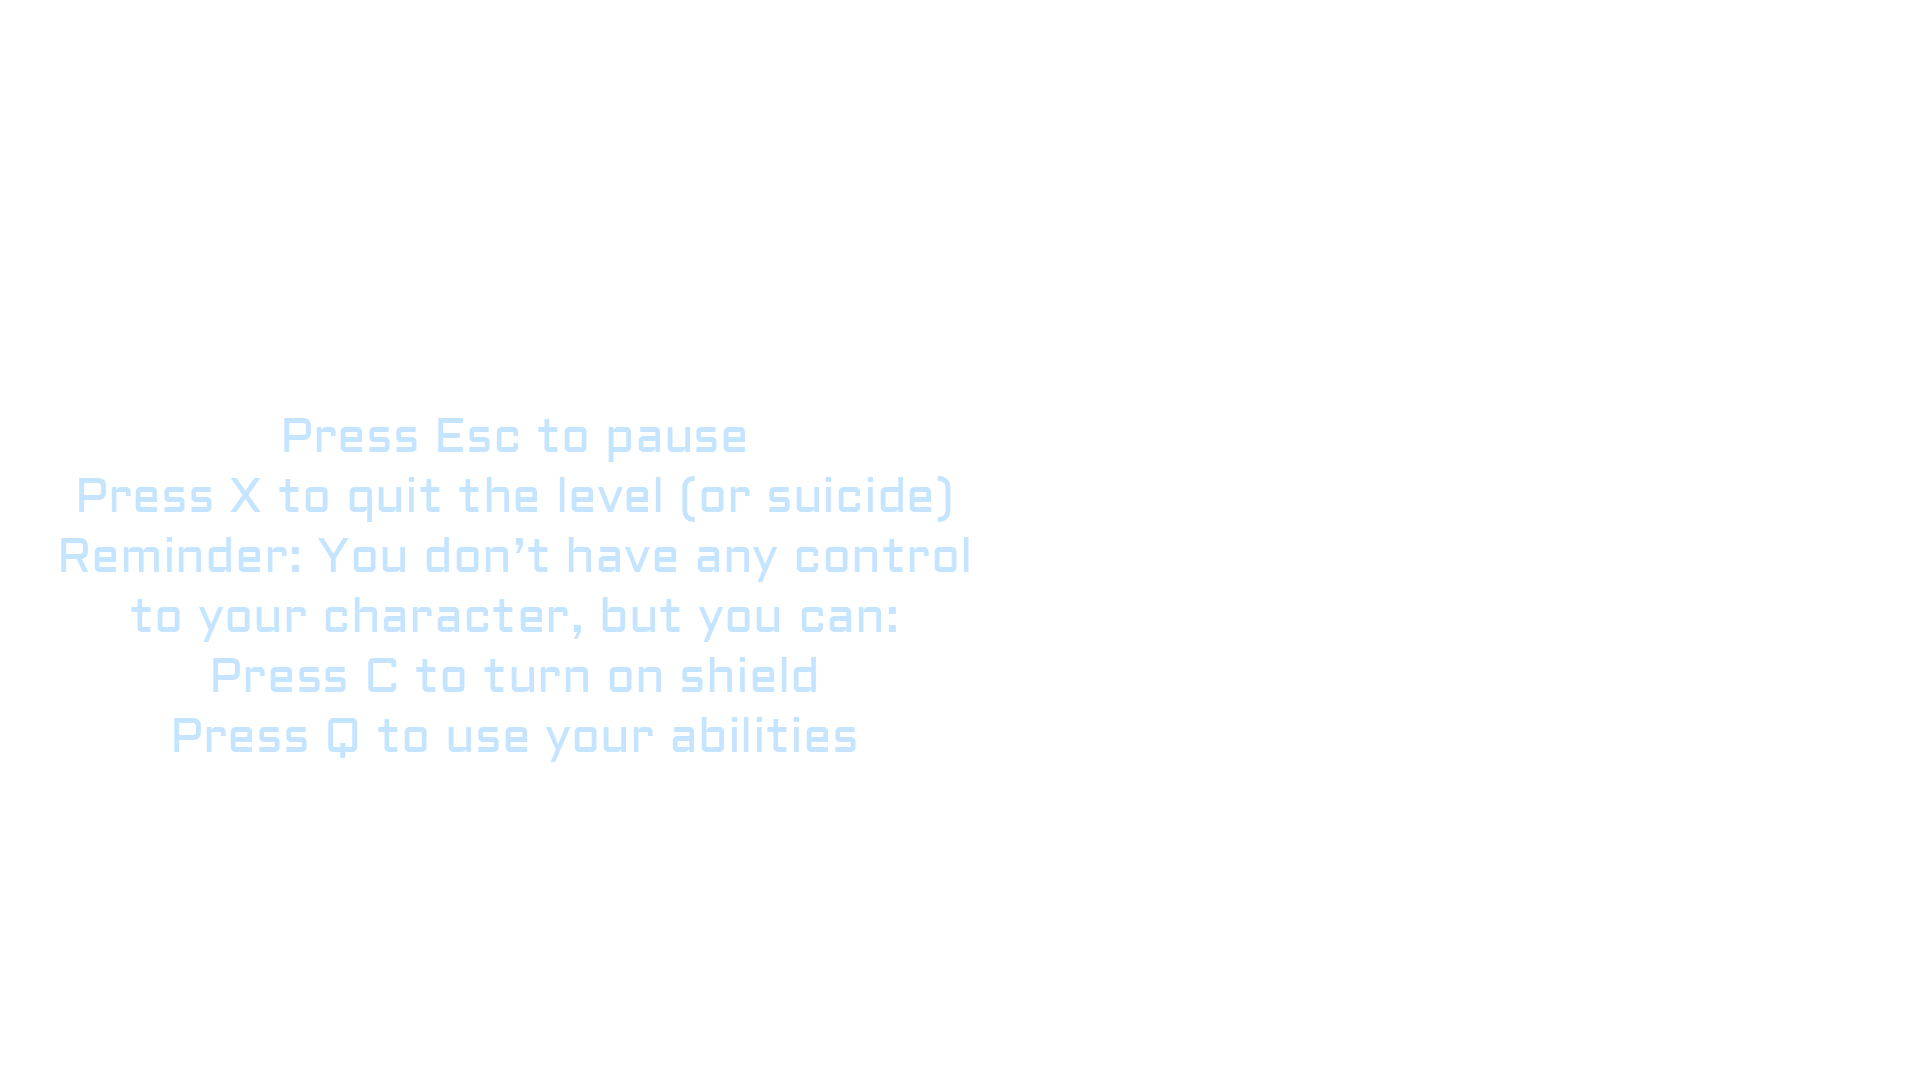 Press Esc to pause
Press X to quit the level (or suicide)
Reminder: You don’t have any control
to your character, but you can:
Press C to turn on shield
Press Q to use your abilities